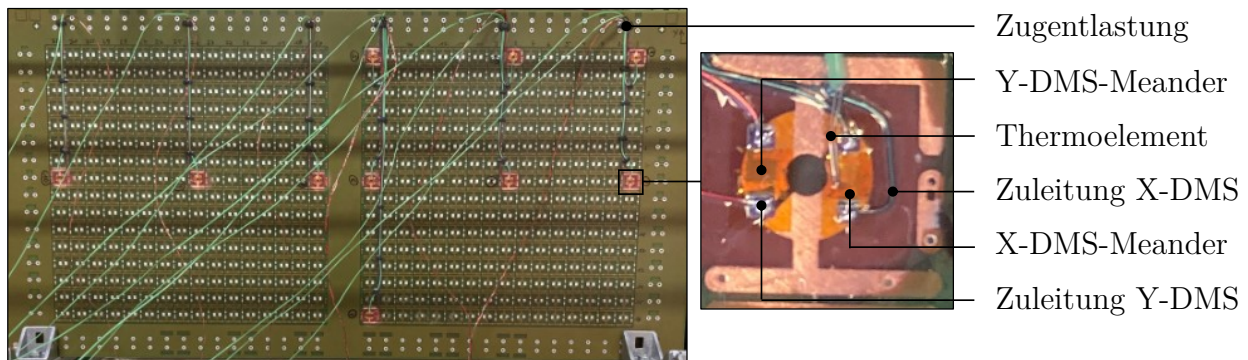 Zugentlastung
Y-DMS-Meander
Thermoelement
Zuleitung X-DMS
X-DMS-Meander
Zuleitung Y-DMS